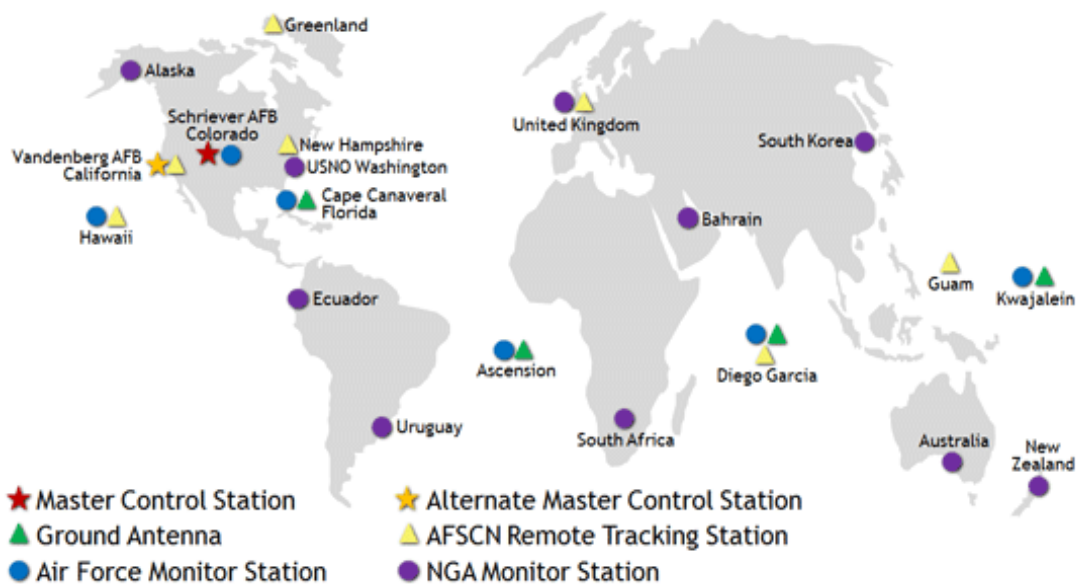 Greenland
Alaska
Schriever AFB
Colorado
New Hampshire
USNO Washington
Vandenberg AFB
California
Cape Canaveral
Florida
Hawaii
United Kingdom
South Korea
Bahrain
Guam
Kwajalein
Ecuador
Ascension
Diego Garcia
Uruguay
South Africa
Australia
New
Zealand
Master Control Station
Alternate Master Control Station
Ground Antenna
AFSCN Remote Tracking Station
Air Force Monitor Station
NGA Monitor Station